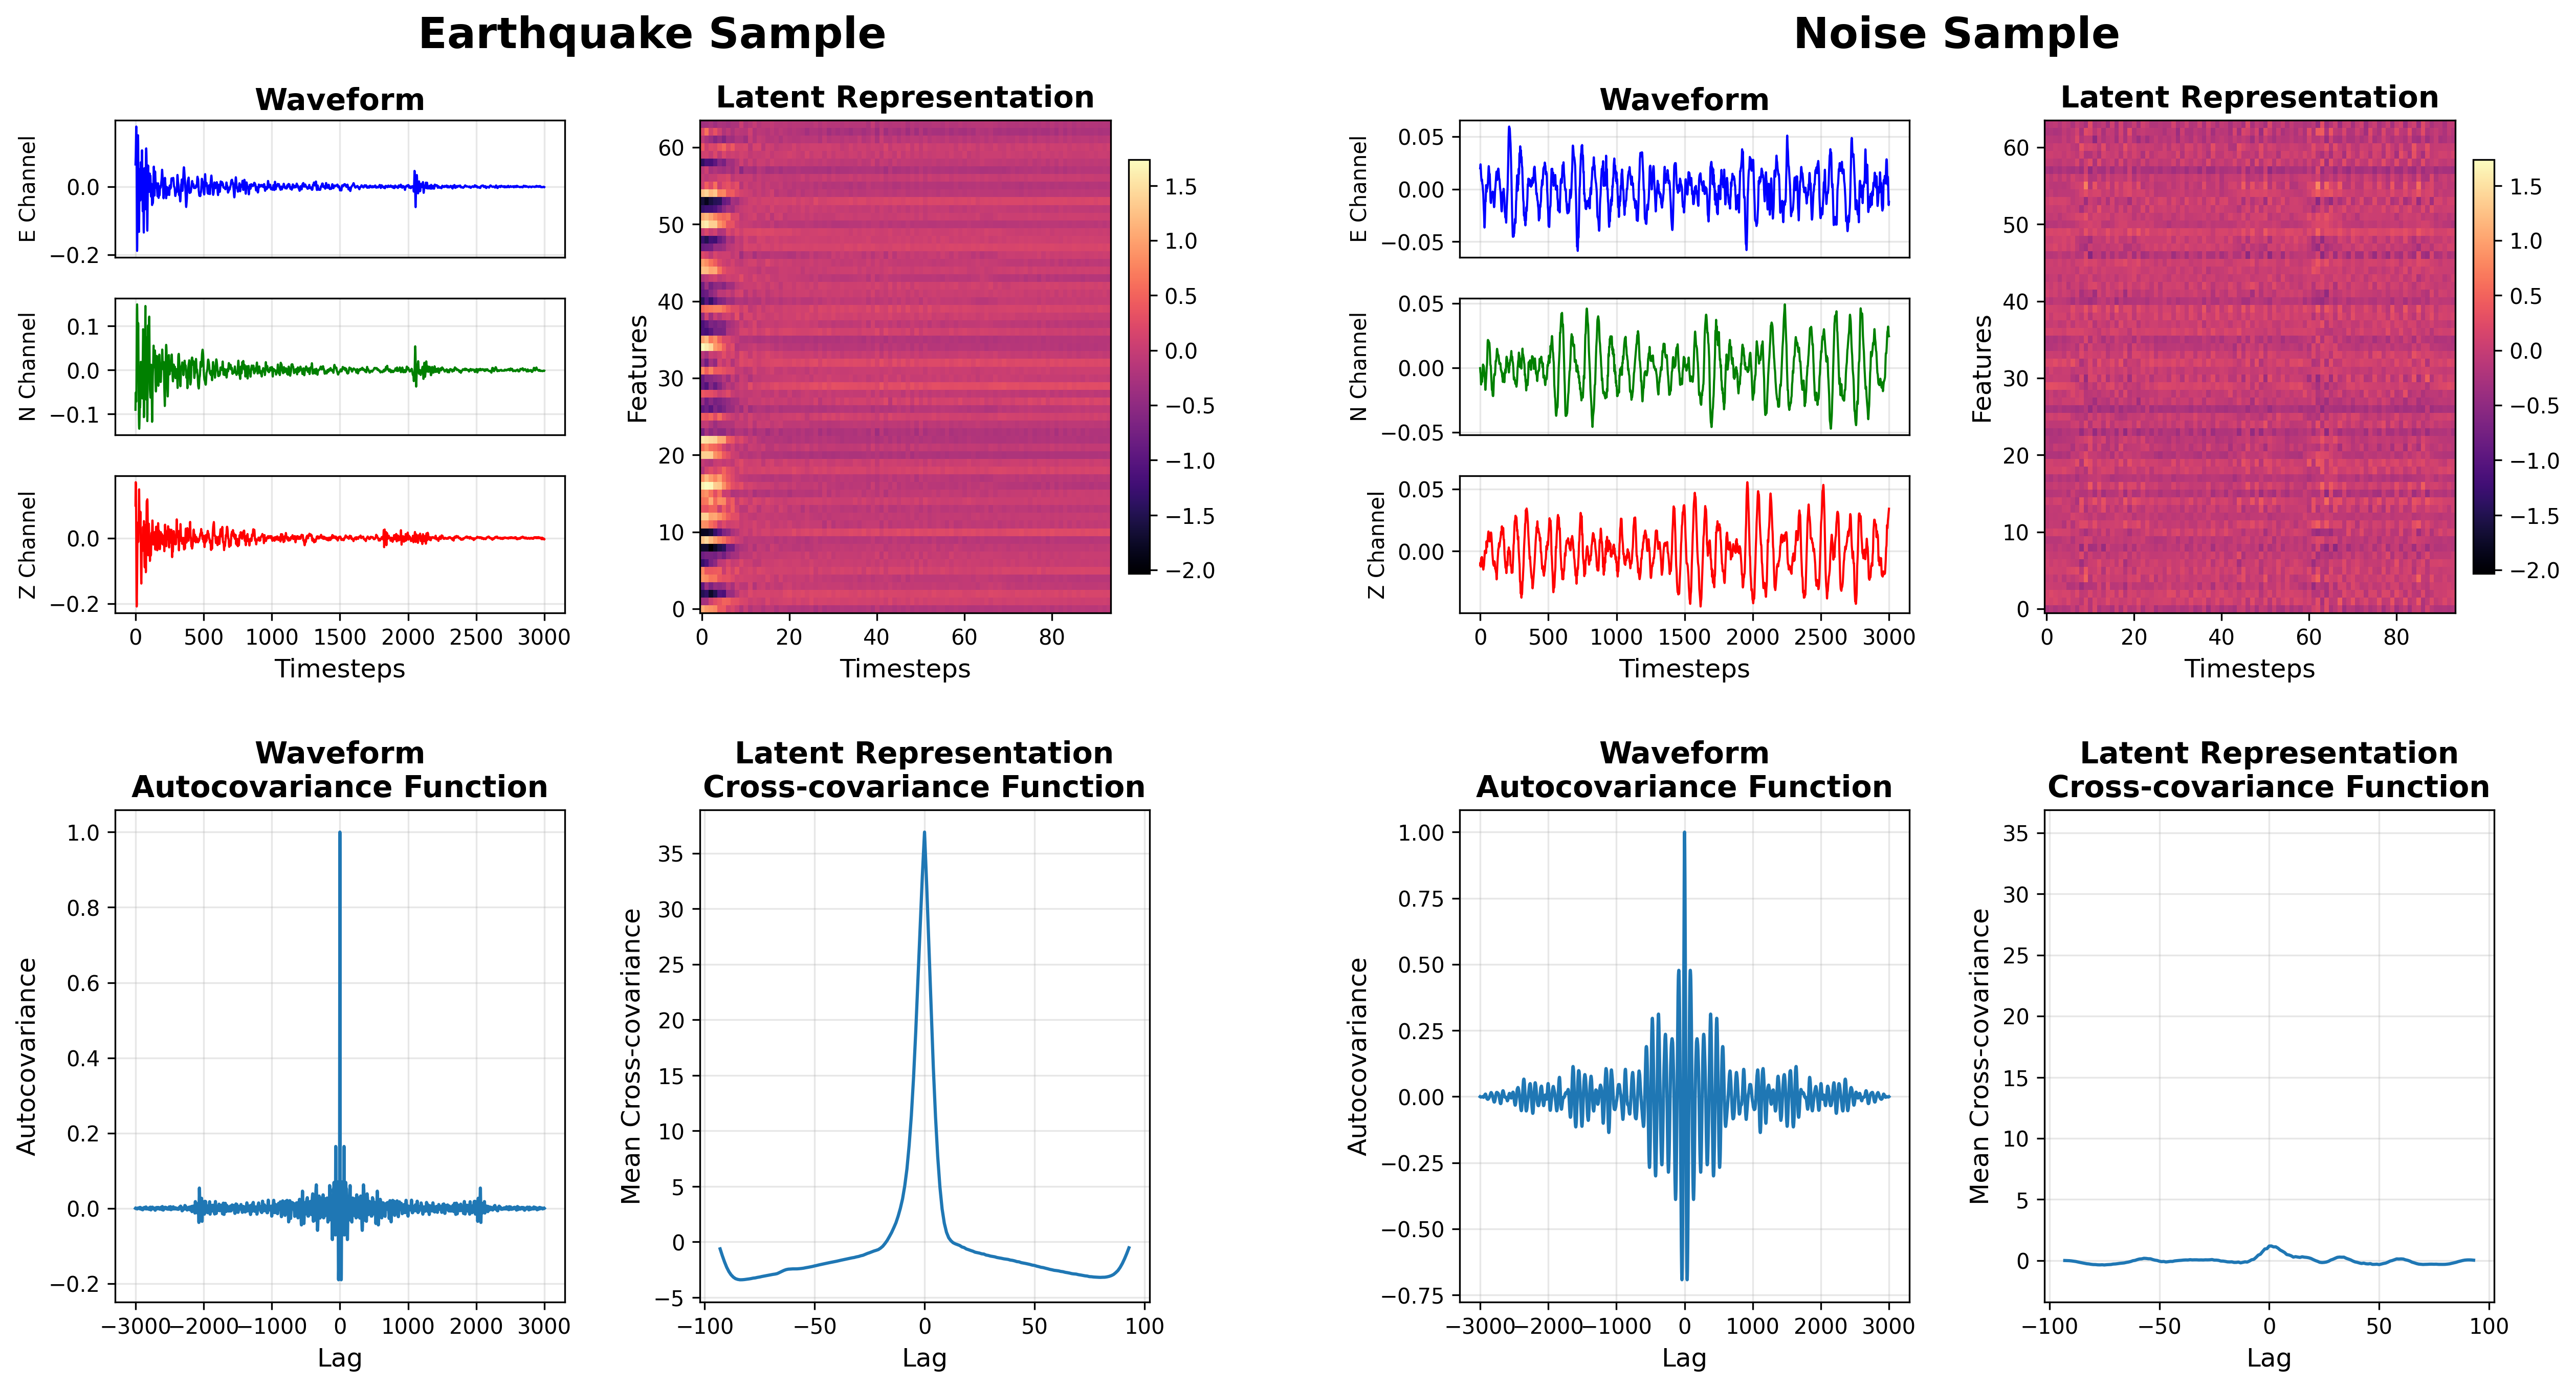 Earthquake Sample
Noise Sample
Waveform
E Channel
0.0
−0.2
N Channel
0.1
0.0
−0.1
Z Channel
0.0
−0.2
0 500 1000 1500 2000 2500 3000
Timesteps
Latent Representation
Features
60
50
40
30
20
10
0
0 20 40 60 80
Timesteps
1.5
1.0
0.5
0.0
−0.5
−1.0
−1.5
−2.0
Waveform
E Channel
0.05
0.00
−0.05
N Channel
0.05
0.00
−0.05
Z Channel
0.05
0.00
0 500 1000 1500 2000 2500 3000
Timesteps
Latent Representation
Features
60
50
40
30
20
10
0
0 20 40 60 80
Timesteps
1.5
1.0
0.5
0.0
−0.5
−1.0
−1.5
−2.0
Waveform
Autocovariance Function
Autocovariance
1.0
0.8
0.6
0.4
0.2
0.0
−0.2
−3000 −2000 −1000 0 1000 2000 3000
Lag
Latent Representation
Cross-covariance Function
Mean Cross-covariance
35
30
25
20
15
10
5
0
−5
−100 −50 0 50 100
Lag
Waveform
Autocovariance Function
Autocovariance
1.00
0.75
0.50
0.25
0.00
−0.25
−0.50
−0.75
−3000 −2000 −1000 0 1000 2000 3000
Lag
Latent Representation
Cross-covariance Function
Mean Cross-covariance
35
30
25
20
15
10
5
0
−100 −50 0 50 100
Lag